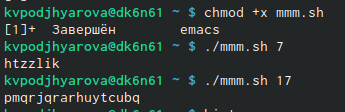 kvpodjhyarova@dk6n61 ~ $ chmod +x mmm.sh
[1]+  Завершён        emacs
kvpodjhyarova@dk6n61 ~ $ ./mmm.sh 7
htzzlik
kvpodjhyarova@dk6n61 ~ $ ./mmm.sh 17
pmqrjqrarhuytcubq